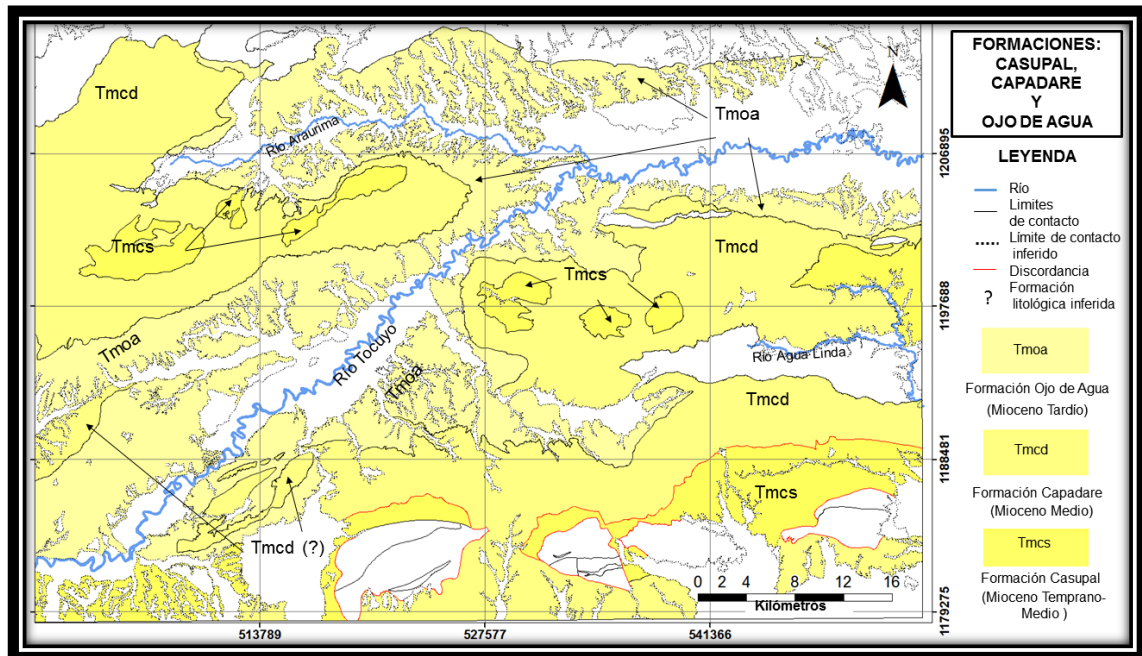 Tmcd
Tmoa
Río Araurima
Tmcs
Tmcd
Tmcs
Tmoa
Río Tocuyo
Tmoa
Río Agua Linda
Tmcd
Tmcs
Tmcd (?)
N
0 2 4 8 12 16
Kilómetros
513789
527577
541366
1206895
1197688
1188481
1179275
FORMACIONES:
CASUPAL,
CAPADARE
Y
OJO DE AGUA
LEYENDA
Río
Limites
de contacto
Límite de contacto
inferido
Discordancia
? Formación
litológica inferida
Tmoa
Formación Ojo de Agua
(Mioceno Tardío)
Tmcd
Formación Capadare
(Mioceno Medio)
Tmcs
Formación Casupal
(Mioceno Temprano-
Medio )